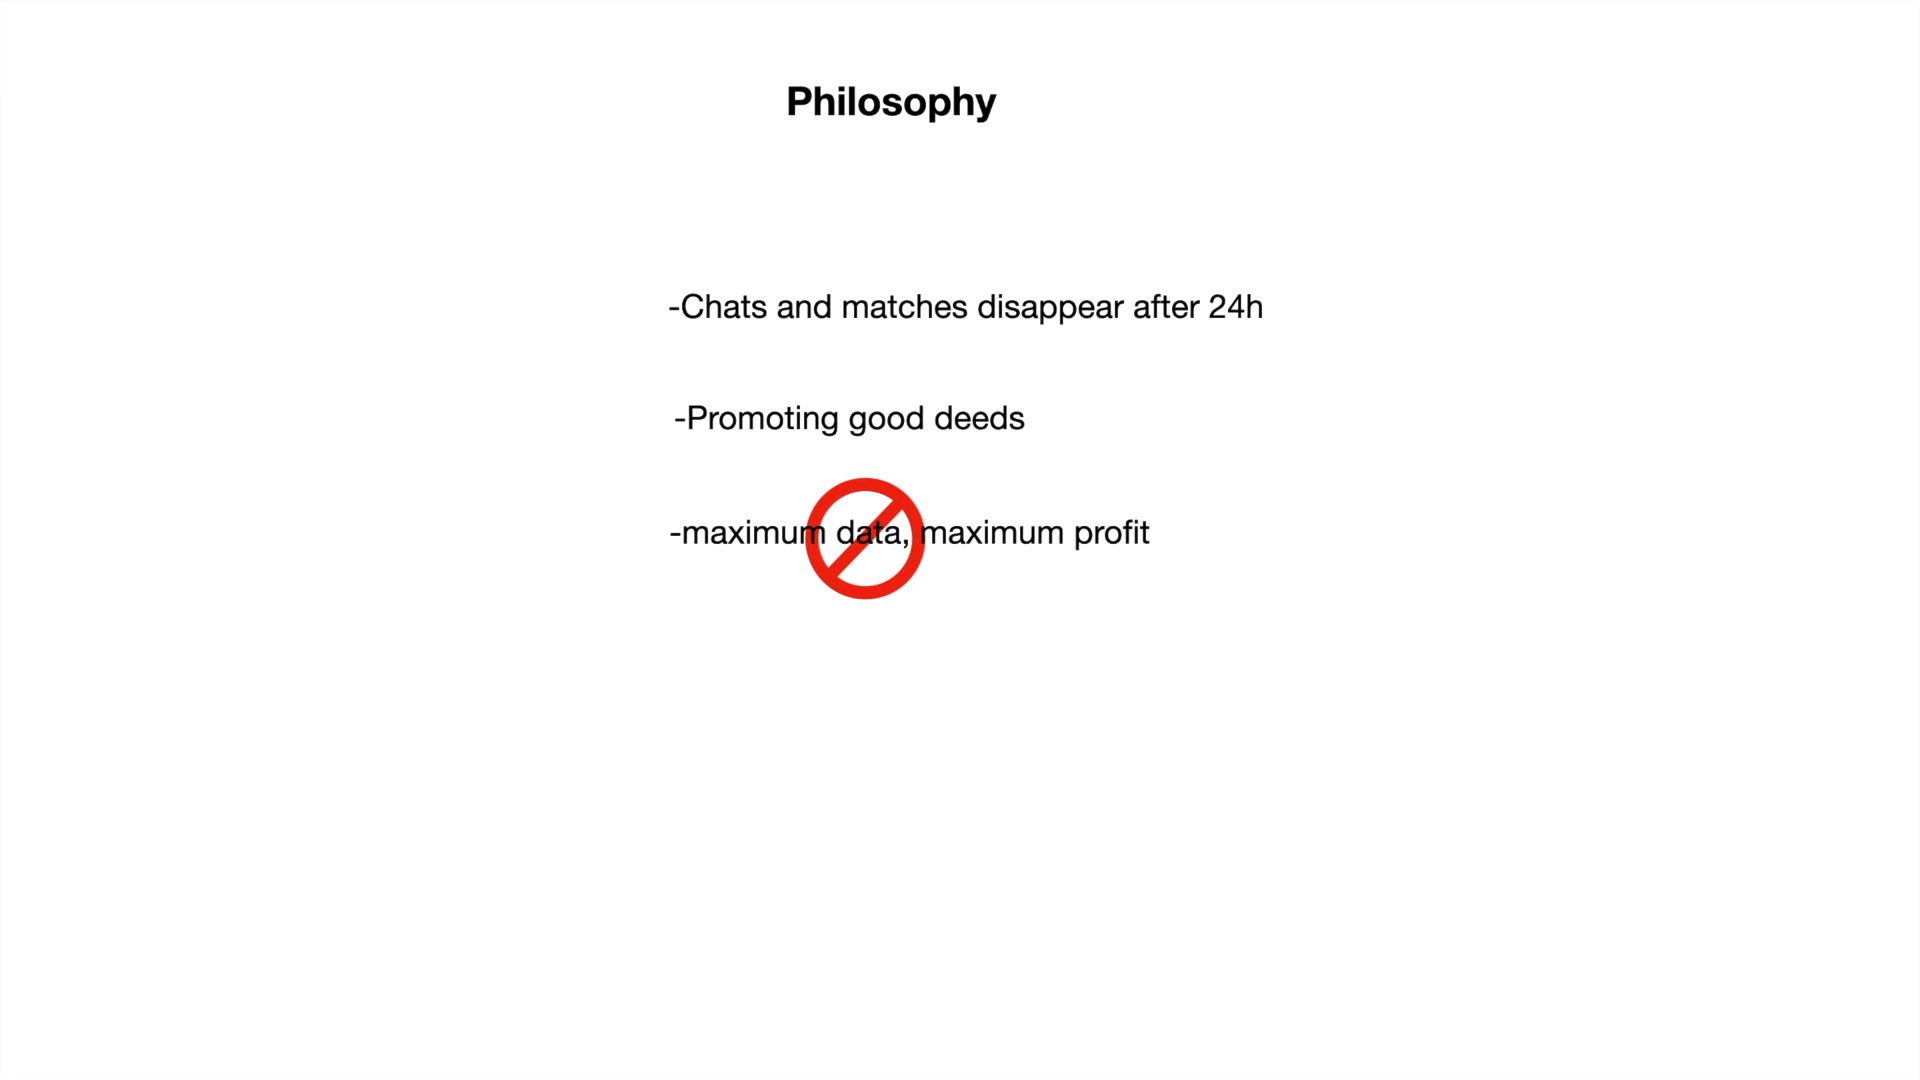 Philosophy
-Chats and matches disappear after 24h
-Promoting good deeds
-maximum data, maximum profit